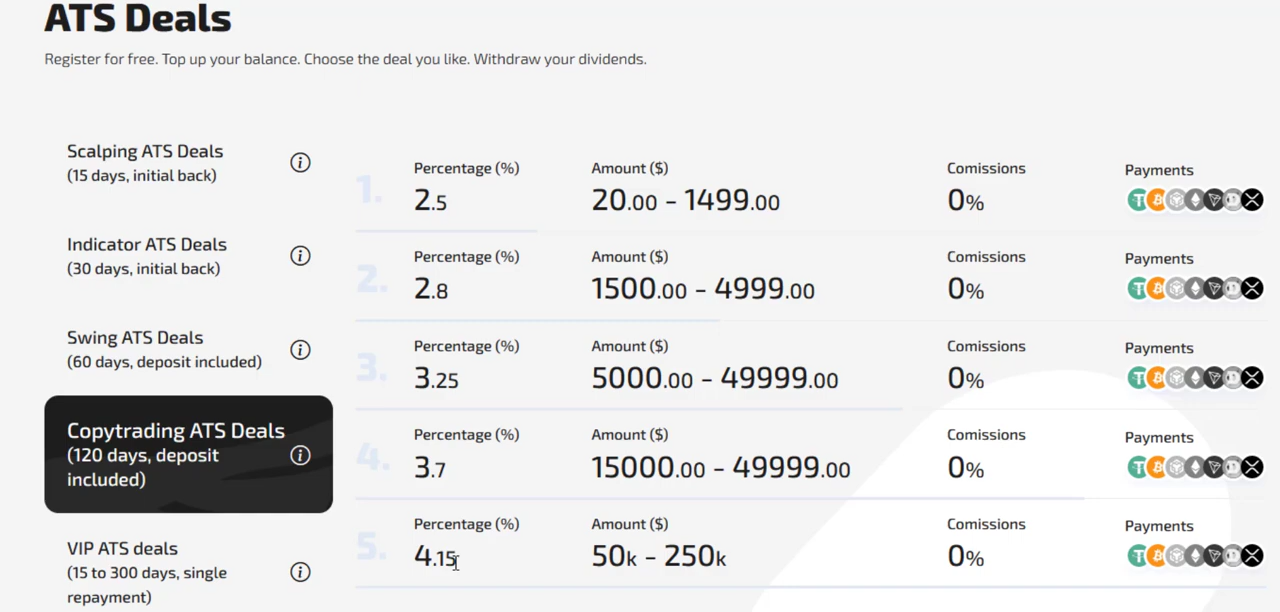 ATS Deals
Register for free. Top up your balance. Choose the deal you like. Withdraw your dividends.
Scalping ATS Deals
(15 days, initial back)
Indicator ATS Deals
(30 days, initial back)
Swing ATS Deals
(60 days, deposit included)
Copytrading ATS Deals
(120 days, deposit
included)
VIP ATS deals
(15 to 300 days, single
repayment)
1. Percentage (%) Amount ($) Comissions Payments
2.5 20.00 - 1499.00 0%
2. Percentage (%) Amount ($) Comissions Payments
2.8 1500.00 - 4999.00 0%
3. Percentage (%) Amount ($) Comissions Payments
3.25 5000.00 - 49999.00 0%
4. Percentage (%) Amount ($) Comissions Payments
3.7 15000.00 - 49999.00 0%
5. Percentage (%) Amount ($) Comissions Payments
4.15 50k - 250k 0%